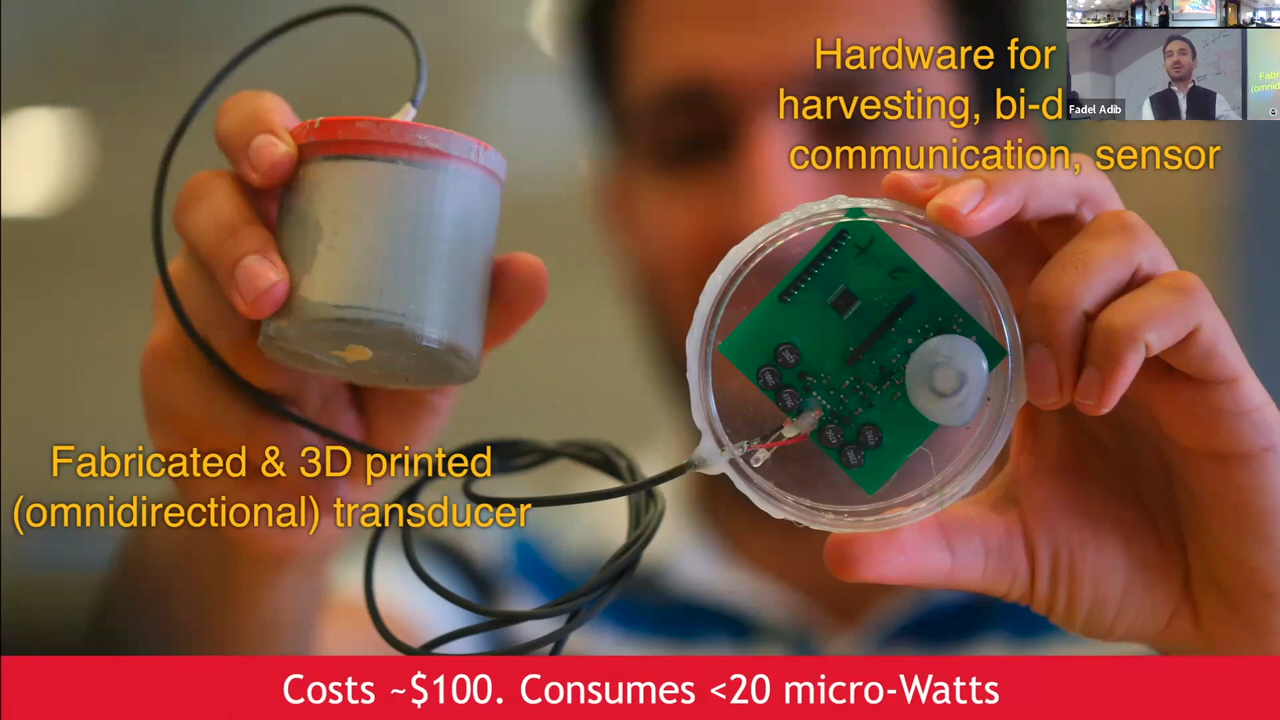 Hardware for
harvesting, bi-d
communication, sensor
Fadel Adib
Fabricated & 3D printed
(omnidirectional) transducer
Costs ~$100. Consumes <20 micro-Watts